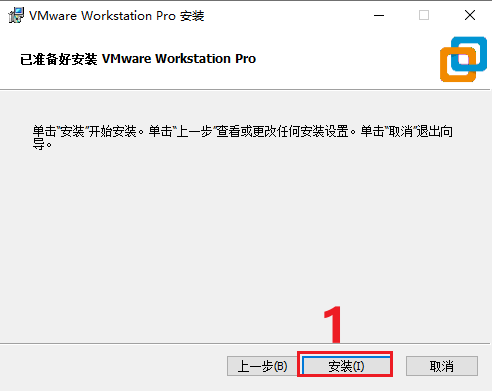 VMware Workstation Pro 安装
已准备好安装 VMware Workstation Pro
单击“安装”开始安装。单击“上一步”查看或更改任何安装设置。单击“取消”退出向
导。
1
上一步(B) 安装(I) 取消